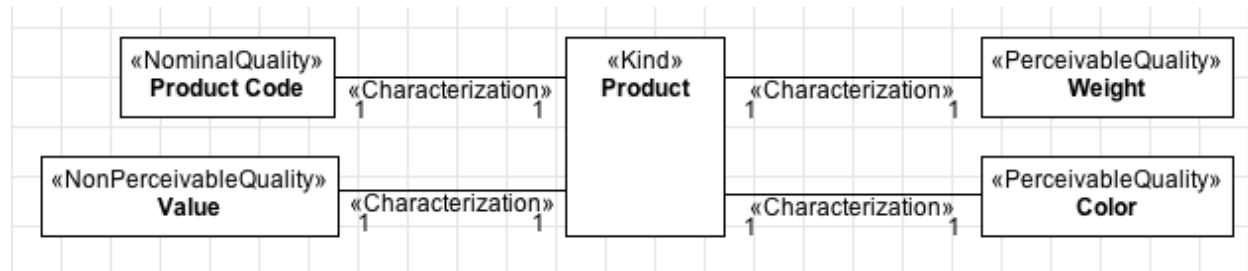 «NominalQuality»
Product Code
«Characterization»
1
1
«Kind»
Product
«Characterization»
1
1
«PerceivableQuality»
Weight
«NonPerceivableQuality»
Value
«Characterization»
1
1
«Characterization»
1
1
«PerceivableQuality»
Color